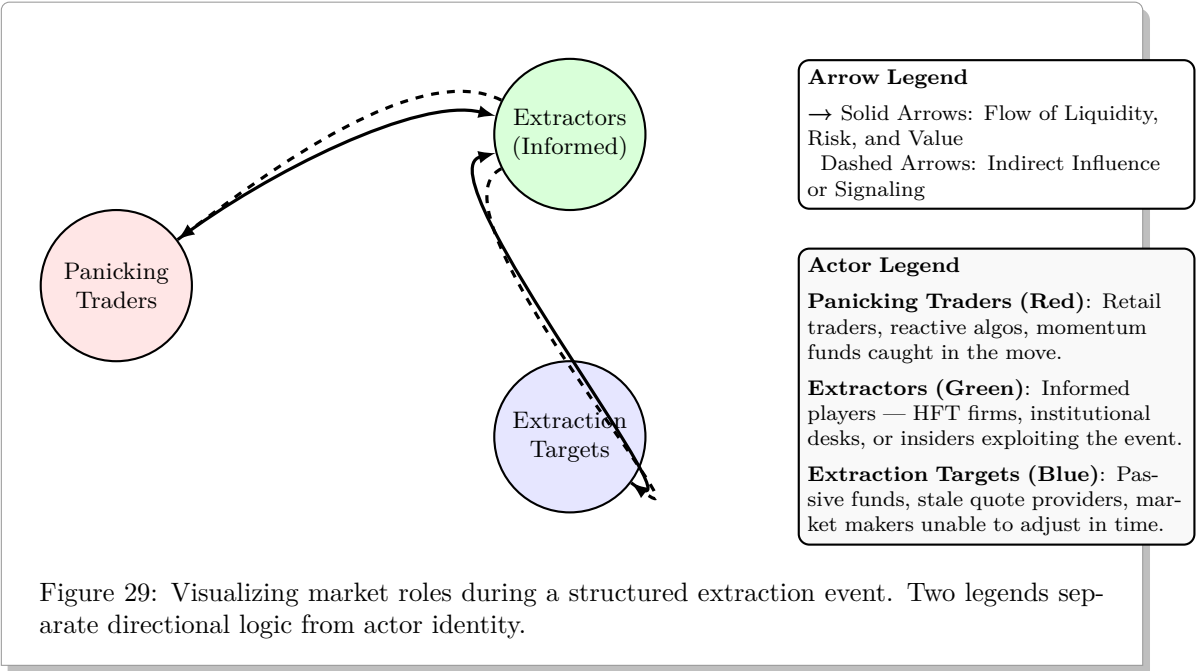 Extractors
(Informed)
Panicking
Traders
Extraction
Targets
Arrow Legend
→ Solid Arrows: Flow of Liquidity,
Risk, and Value
Dashed Arrows: Indirect Influence
or Signaling
Actor Legend
Panicking Traders (Red): Retail
traders, reactive algos, momentum
funds caught in the move.
Extractors (Green): Informed
players — HFT firms, institutional
desks, or insiders exploiting the event.
Extraction Targets (Blue): Pas-
sive funds, stale quote providers, mar-
ket makers unable to adjust in time.
Figure 29: Visualizing market roles during a structured extraction event. Two legends sep-
arate directional logic from actor identity.